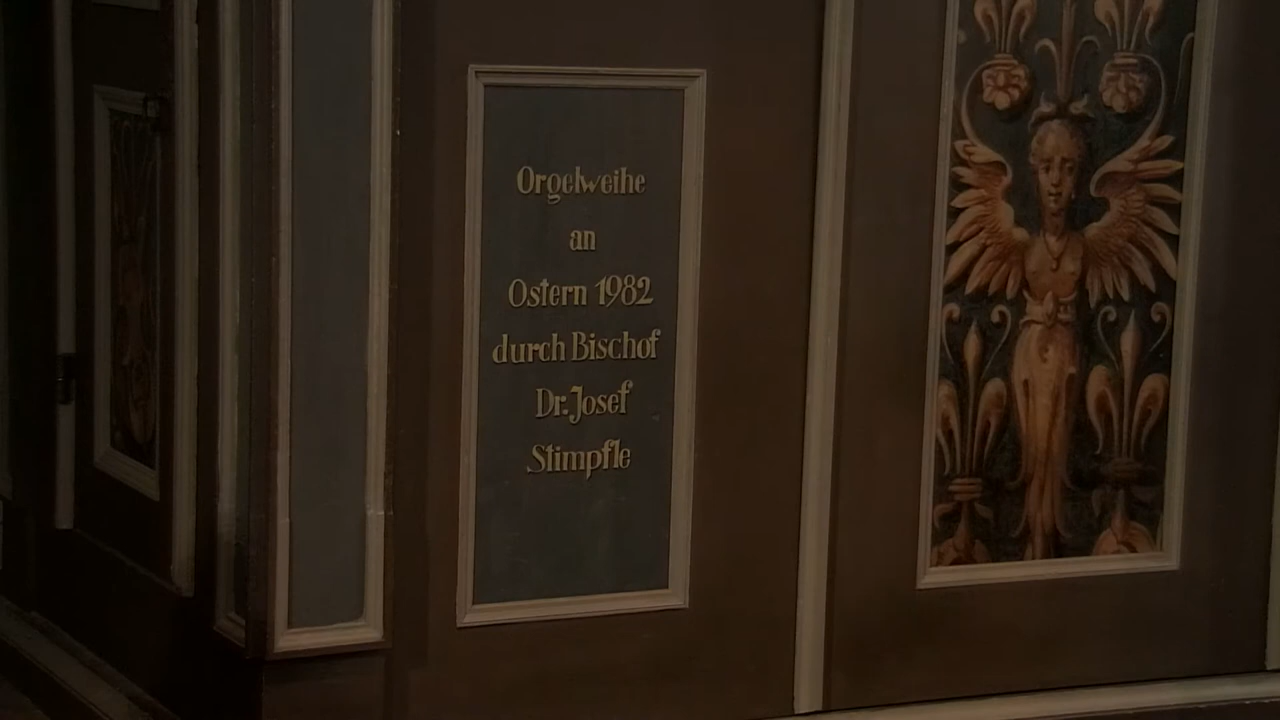 Orgelweihe
an
Ostern 1982
durch Bischof
Dr. Josef
Stimpfle